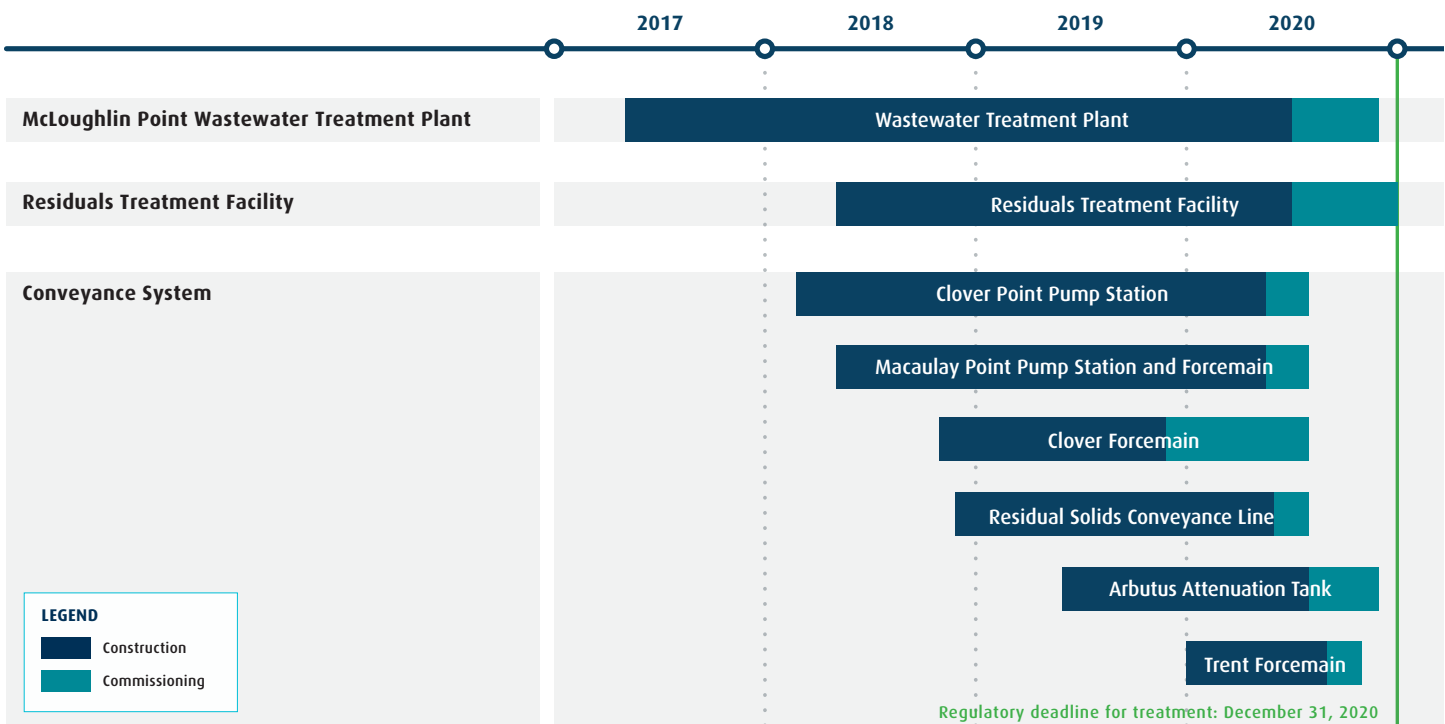 2017 2018 2019 2020
McLoughlin Point Wastewater Treatment Plant
Wastewater Treatment Plant
Residuals Treatment Facility
Residuals Treatment Facility
Conveyance System
Clover Point Pump Station
Macaulay Point Pump Station and Forcemain
Clover Forcemain
Residual Solids Conveyance Line
Arbutus Attenuation Tank
Trent Forcemain
LEGEND
Construction
Commissioning
Regulatory deadline for treatment: December 31, 2020